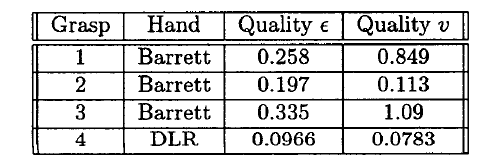 Grasp Hand Quality ϵ Quality v
1 Barrett 0.258 0.849
2 Barrett 0.197 0.113
3 Barrett 0.335 1.09
4 DLR 0.0966 0.0783